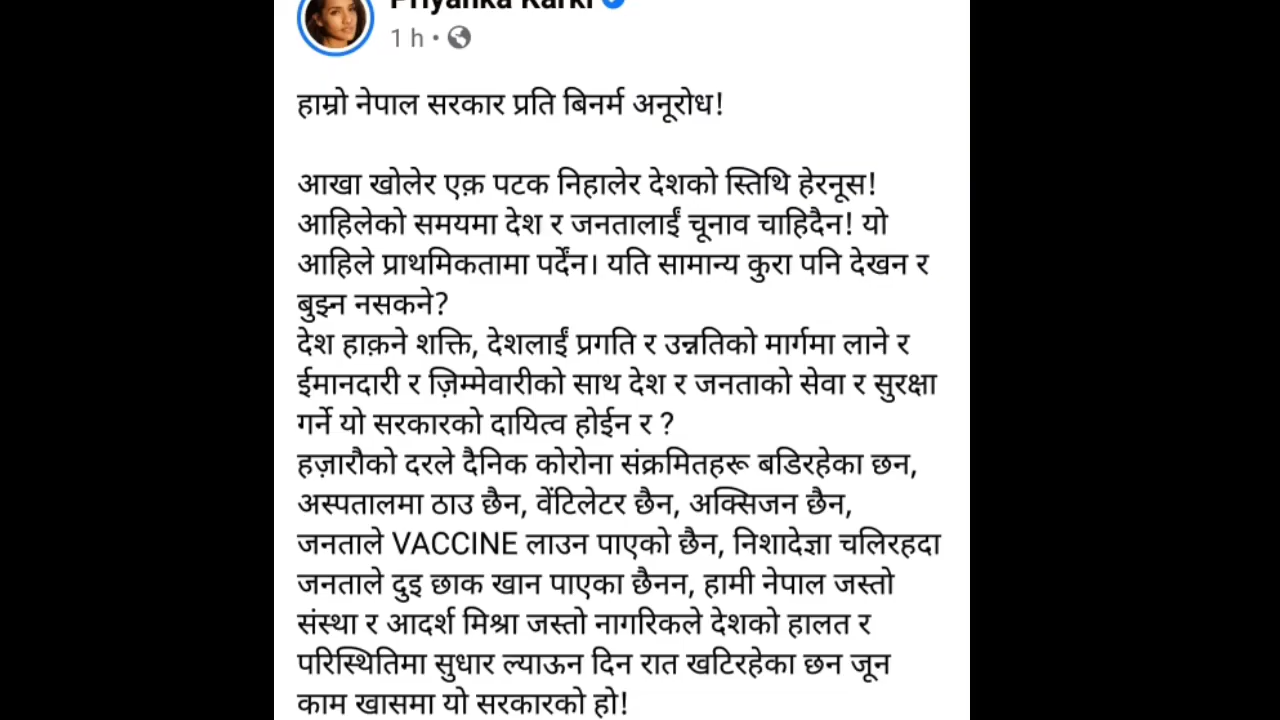 Priyanka Karki
1 h
हाम्रो नेपाल सरकार प्रति बिनर्म अनूरोध!
आखा खोलेर एक़ पटक निहालेर देशको स्तिथि हेरनूस!
आहिलेको समयमा देश र जनतालाईं चूनाव चाहिदैन! यो
आहिले प्राथमिकतामा पर्देंन। यति सामान्य कुरा पनि देखन र
बुझ्न नसकने?
देश हाक़ने शक्ति, देशलाईं प्रगति र उन्नतिको मार्गमा लाने र
ईमानदारी र ज़िम्मेवारीको साथ देश र जनताको सेवा र सुरक्षा
गर्ने यो सरकारको दायित्व होईन र ?
हज़ारौको दरले दैनिक कोरोना संक्रमितहरू बडिरहेका छन,
अस्पतालमा ठाउ छैन, वेंटिलेटर छैन, अक्सिजन छैन,
जनताले VACCINE लाउन पाएको छैन, निशादेज्ञा चलिरहदा
जनताले दुइ छाक खान पाएका छैनन, हामी नेपाल जस्तो
संस्था र आदर्श मिश्रा जस्तो नागरिकले देशको हालत र
परिस्थितिमा सुधार ल्याऊन दिन रात खटिरहेका छन जून
काम खासमा यो सरकारको हो!